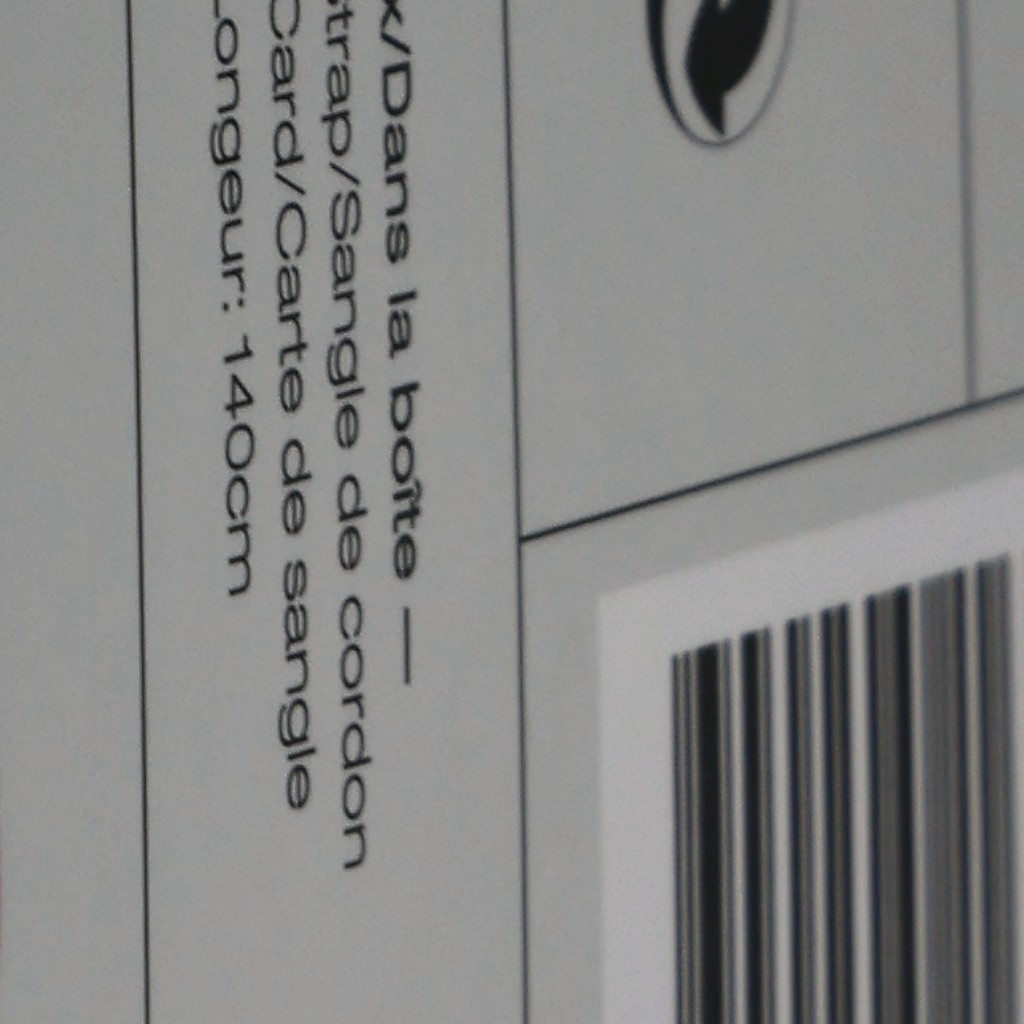 x/Dans la boîte —
trap/Sangle de cordon
Card/Carte de sangle
Longeur: 140cm